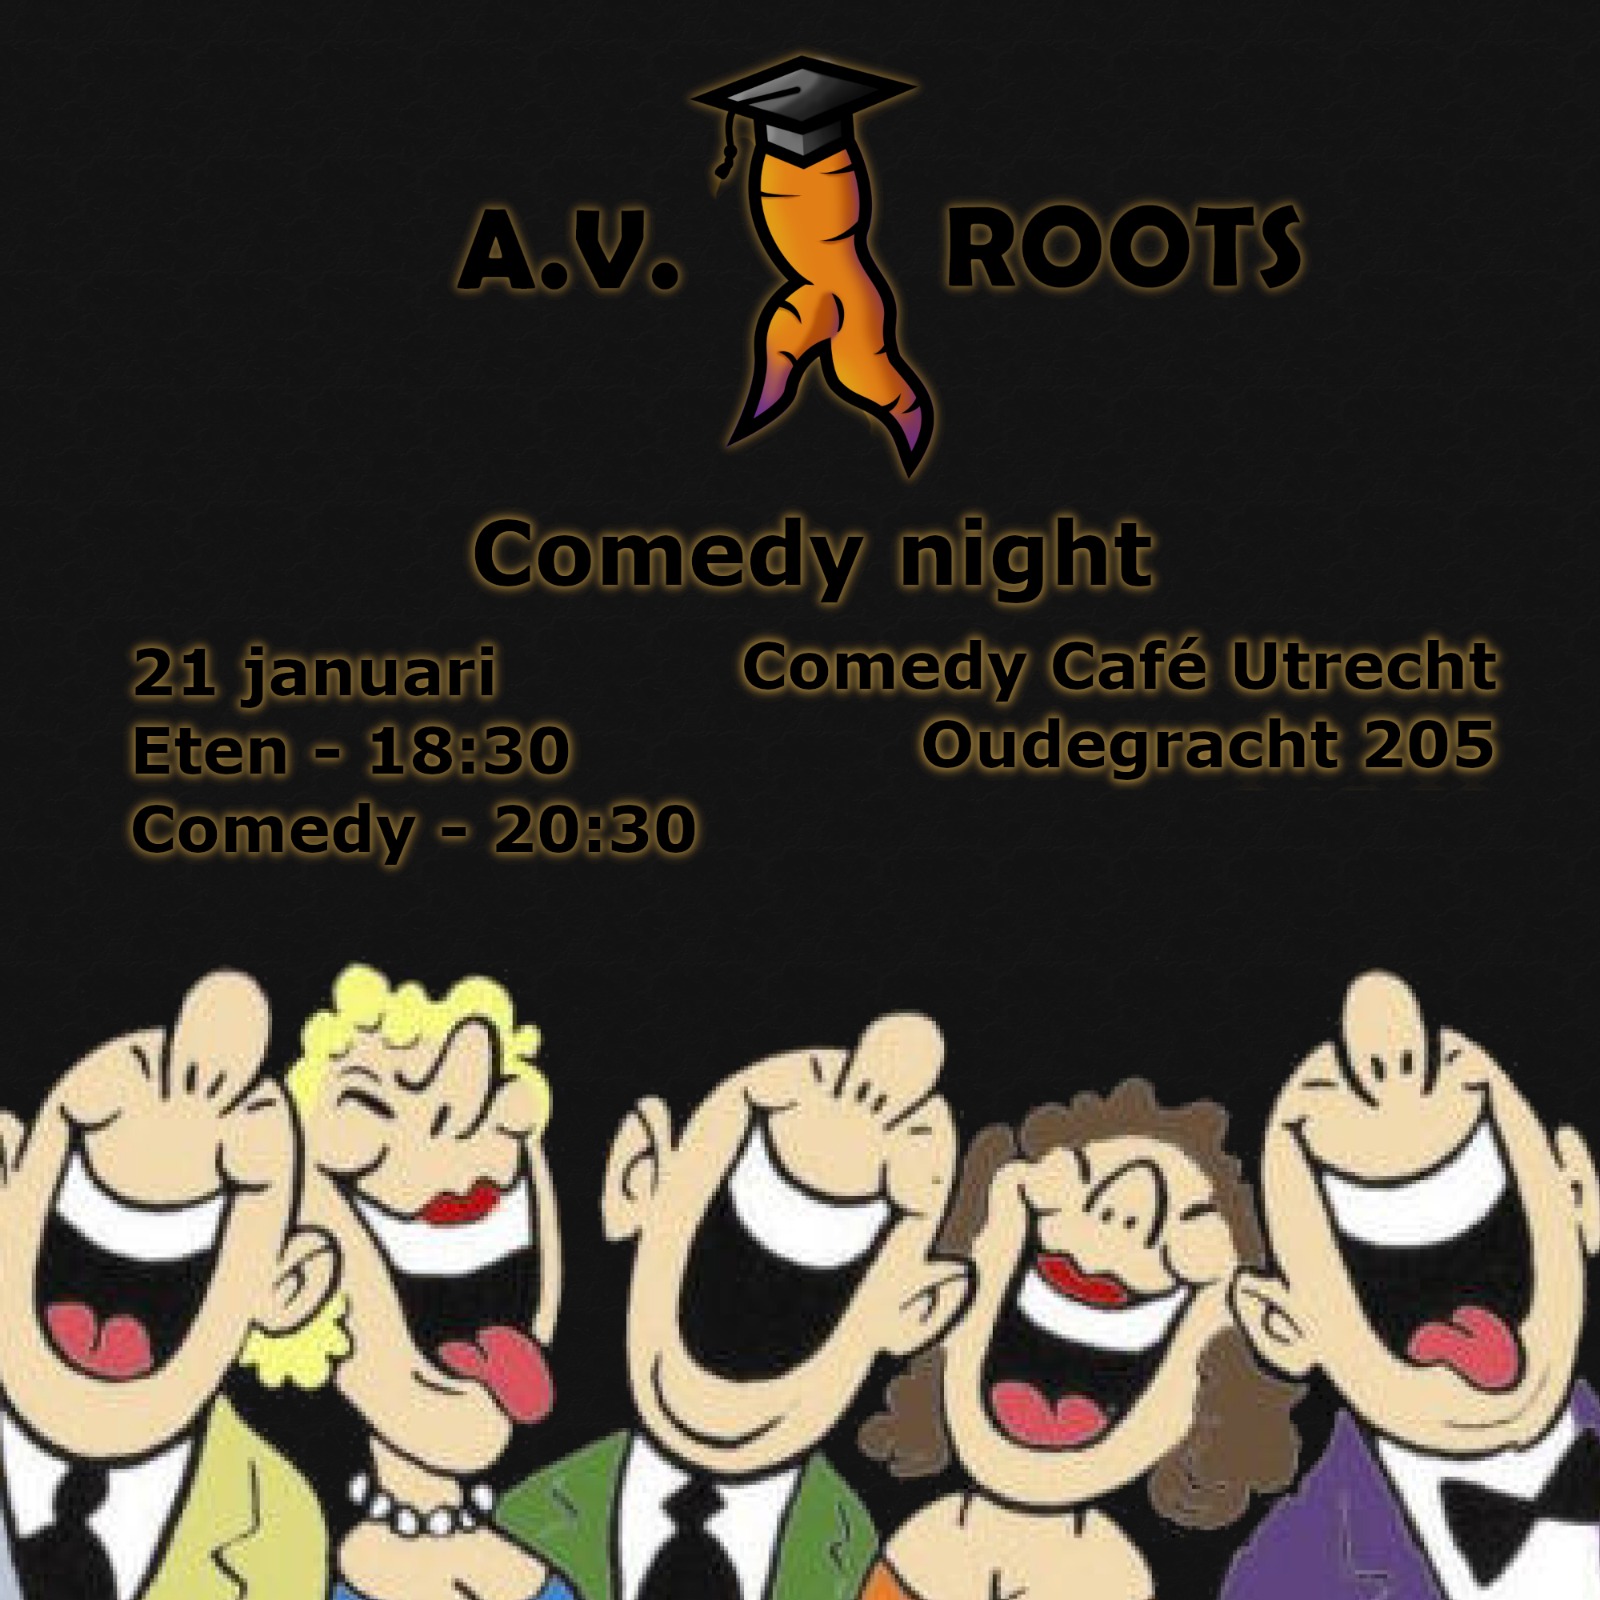 A.V. ROOTS
Comedy night
21 januari
Eten - 18:30
Comedy - 20:30
Comedy Café Utrecht
Oudegracht 205